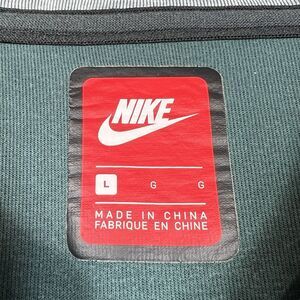 NIKE
L G G
MADE IN CHINA
FABRIQUE EN CHINE